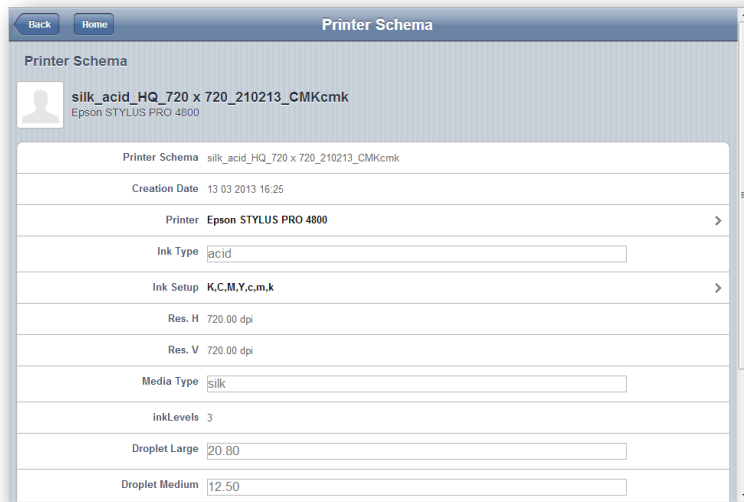 Back Home Printer Schema
Printer Schema
silk_acid_HQ_720 x 720_210213_CMKcmk
Epson STYLUS PRO 4800
Printer Schema silk_acid_HQ_720 x 720_210213_CMKcmk
Creation Date 13 03 2013 16:25
Printer Epson STYLUS PRO 4800
Ink Type acid
Ink Setup K,C,M,Y,c,m,k
Res. H 720.00 dpi
Res. V 720.00 dpi
Media Type silk
inkLevels 3
Droplet Large 20.80
Droplet Medium 12.50